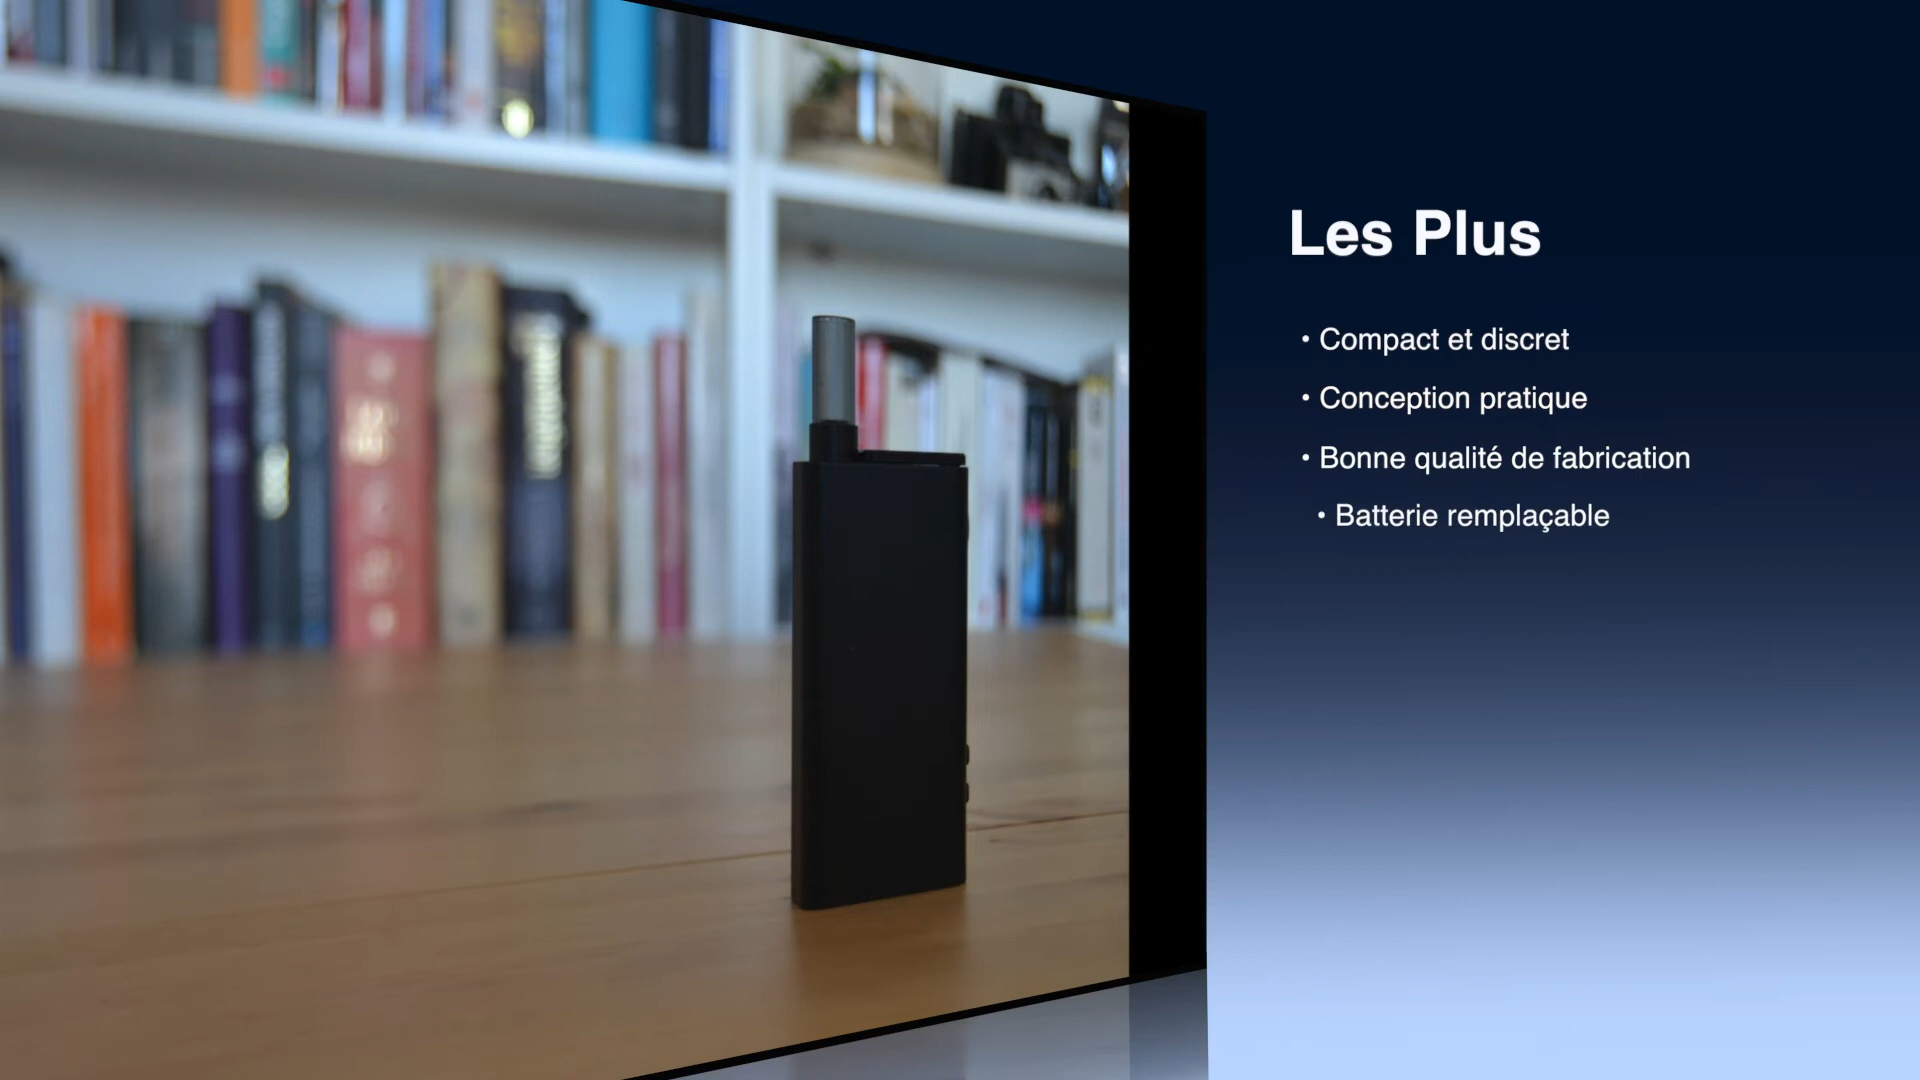 Les Plus
• Compact et discret
• Conception pratique
• Bonne qualité de fabrication
• Batterie remplaçable